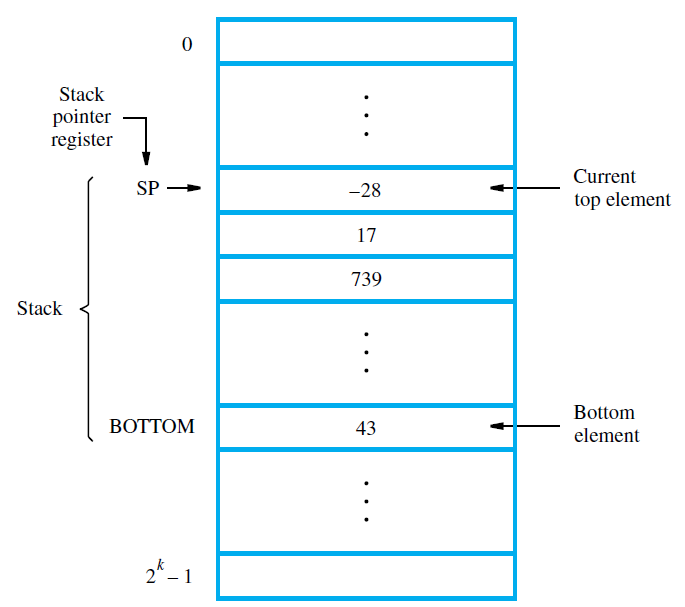 0
Stack
pointer
register
SP
–28
Current
top element
17
739
Stack
BOTTOM
43
Bottom
element
2^k – 1